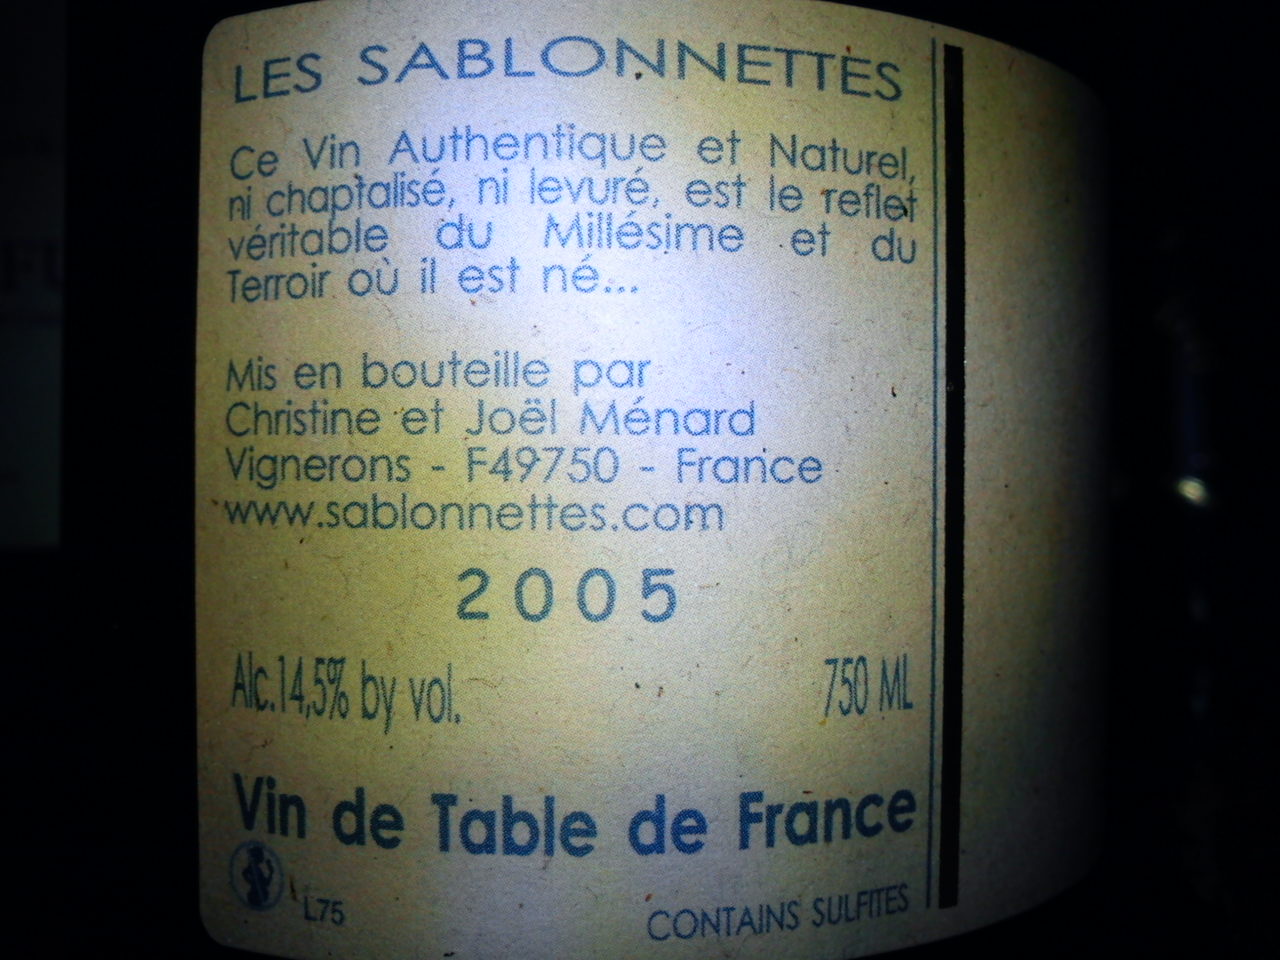 LES SABLONNETTES
Ce Vin Authentique et Naturel,
ni chaptalisé, ni levuré, est le reflet
véritable du Millésime et du
Terroir où il est né...
Mis en bouteille par
Christine et Joël Ménard
Vignerons - F49750 - France
www.sablonnettes.com
2005
Alc.14,5% by vol. 750 ML
Vin de Table de France
L75 CONTAINS SULFITES